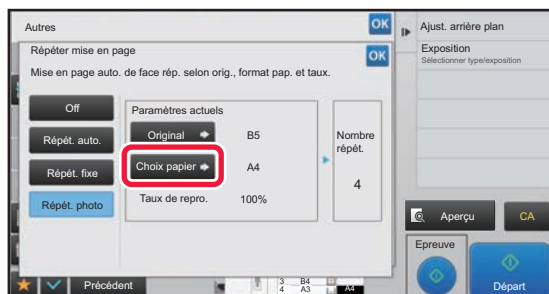 Autres
OK
Ajust. arrière plan
Répéter mise en page
OK
Exposition
Sélectionner type/exposition
Mise en page auto. de face rép. selon orig., format pap. et taux.
Off
Paramètres actuels
Répét. auto.
Original
B5
Nombre
répét.
Répét. fixe
Choix papier
A4
4
Répét. photo
Taux de repro.
100%
Aperçu
CA
Epreuve
Précédent
3 B4
4 A3
A4
Départ